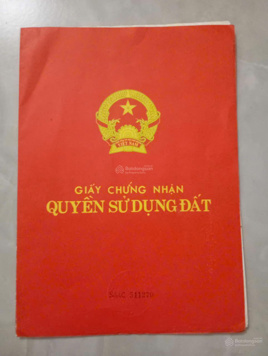 VIỆT NAM
GIẤY CHỨNG NHẬN
QUYỀN SỬ DỤNG ĐẤT